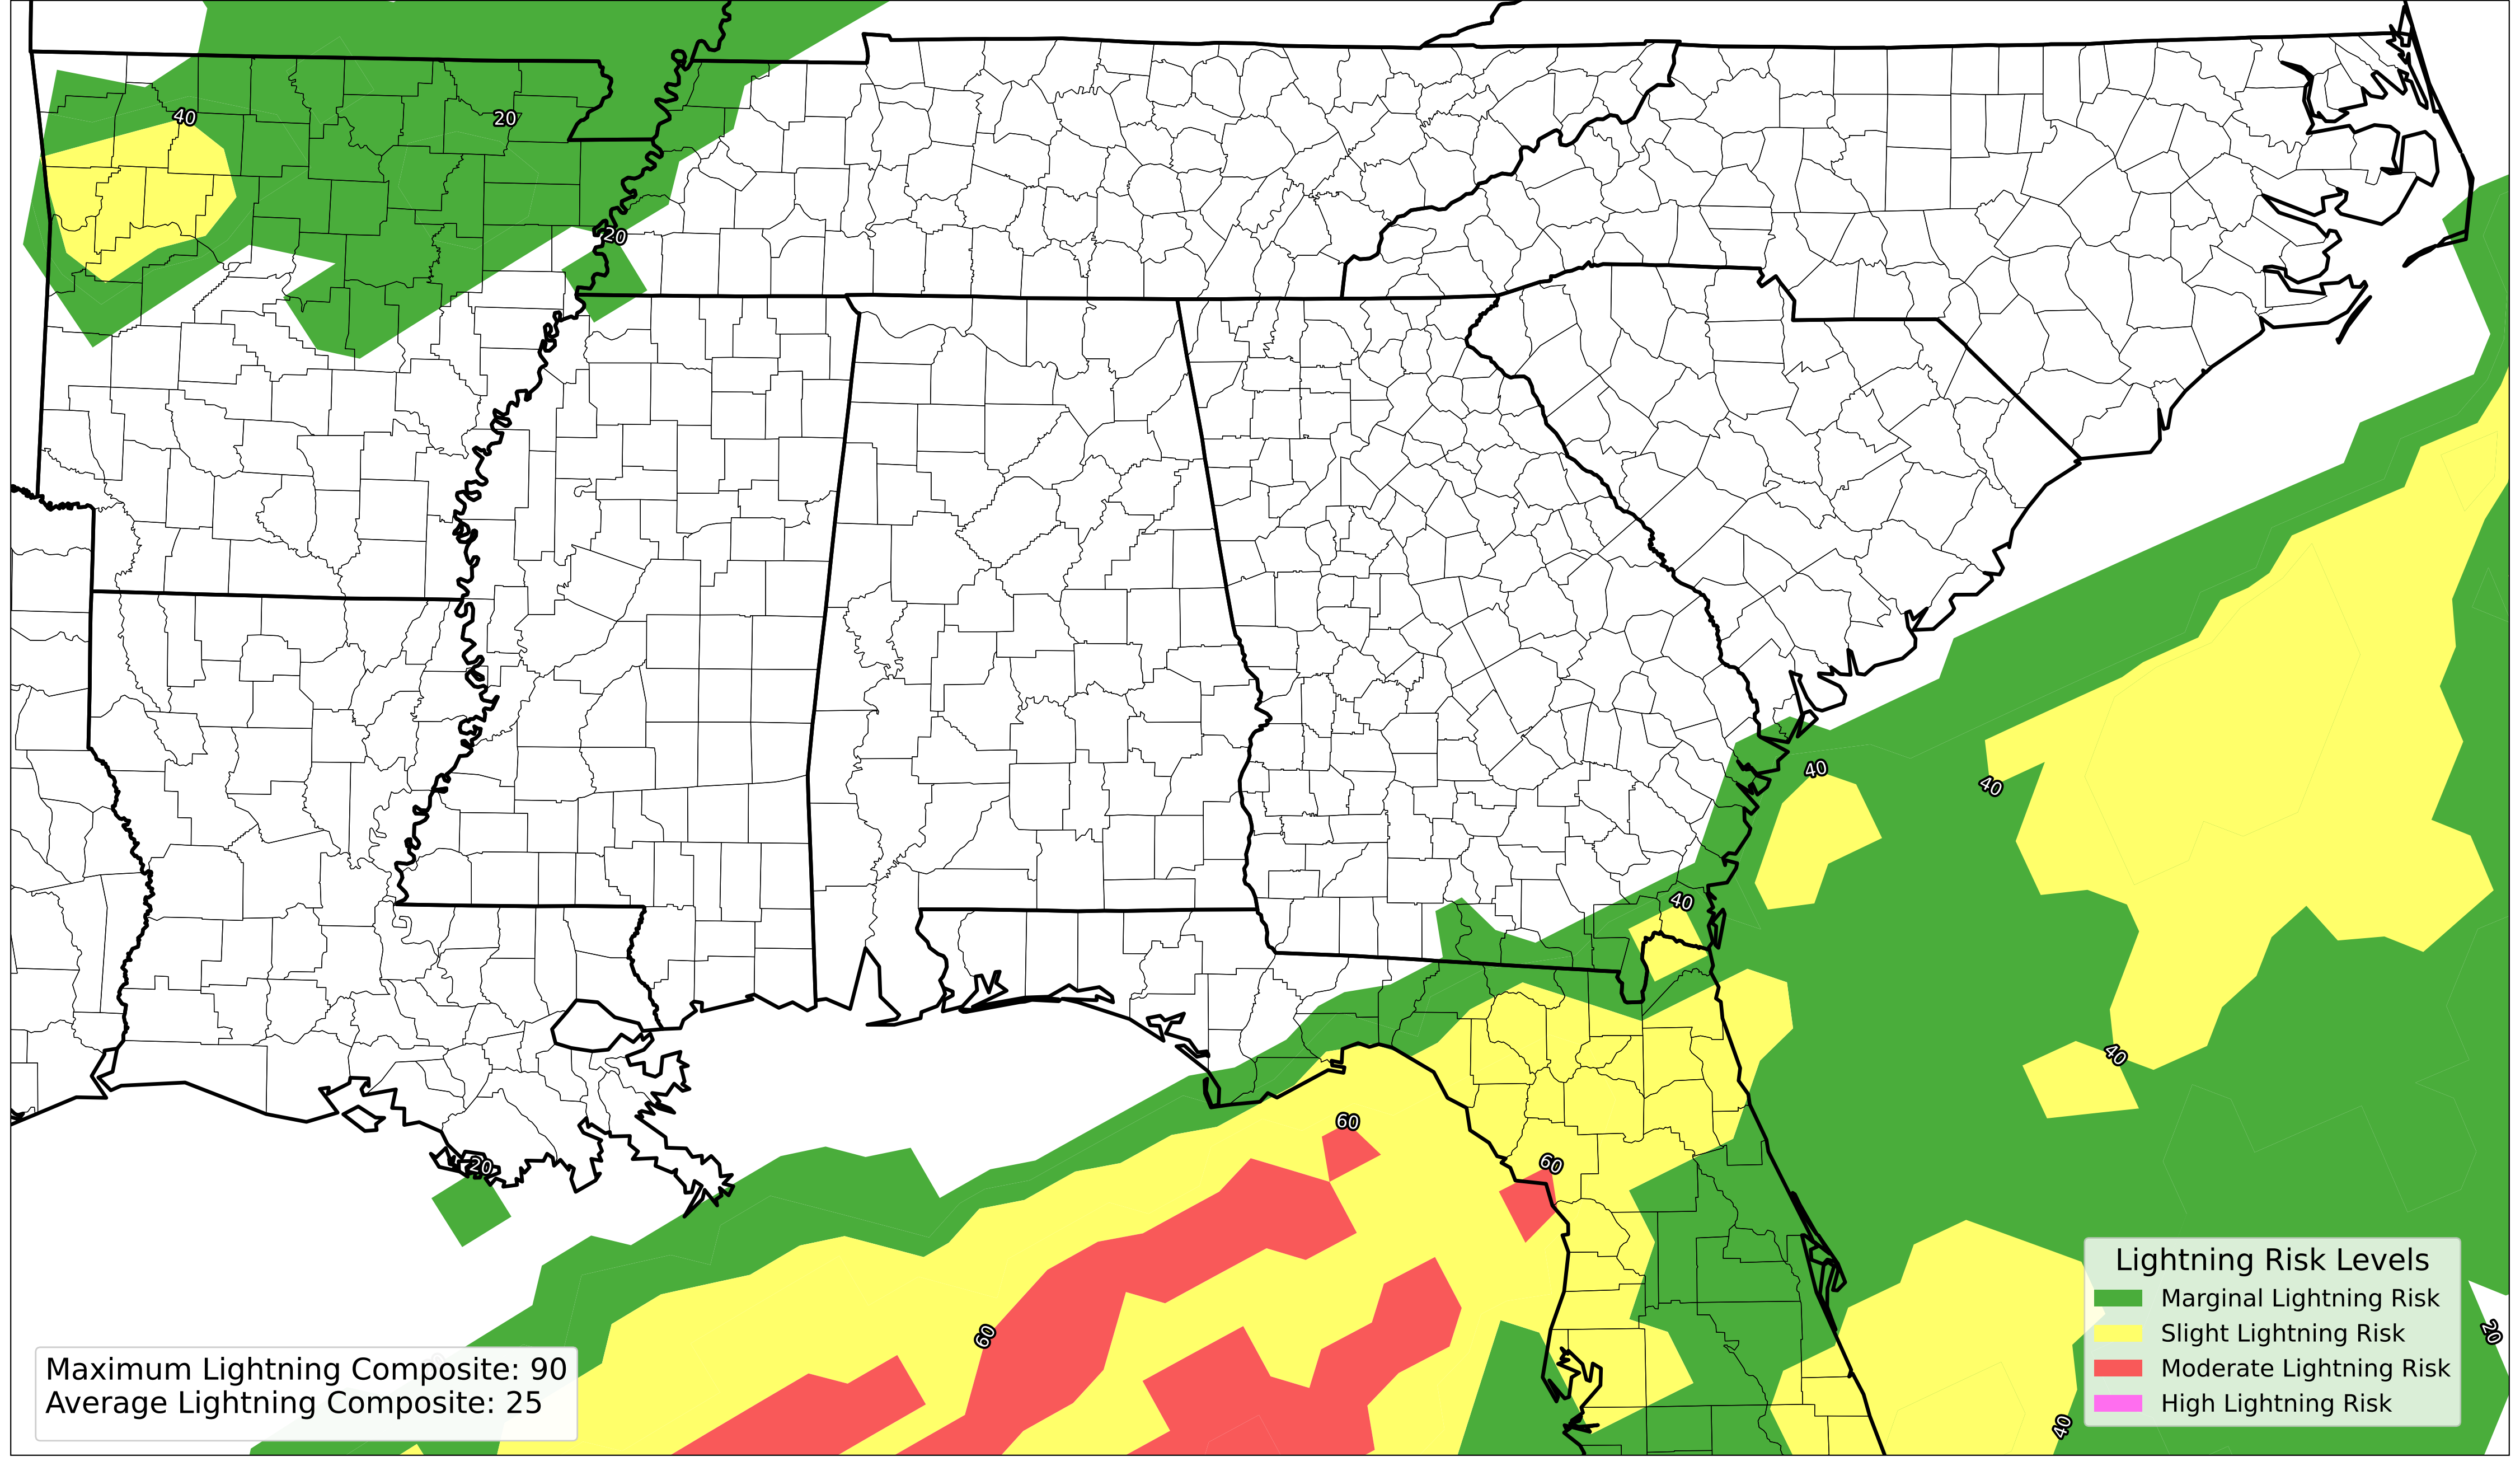 40
20
20
40
40
40
40
60
60
20
60
20
40
Maximum Lightning Composite: 90
Average Lightning Composite: 25
Lightning Risk Levels
Marginal Lightning Risk
Slight Lightning Risk
Moderate Lightning Risk
High Lightning Risk